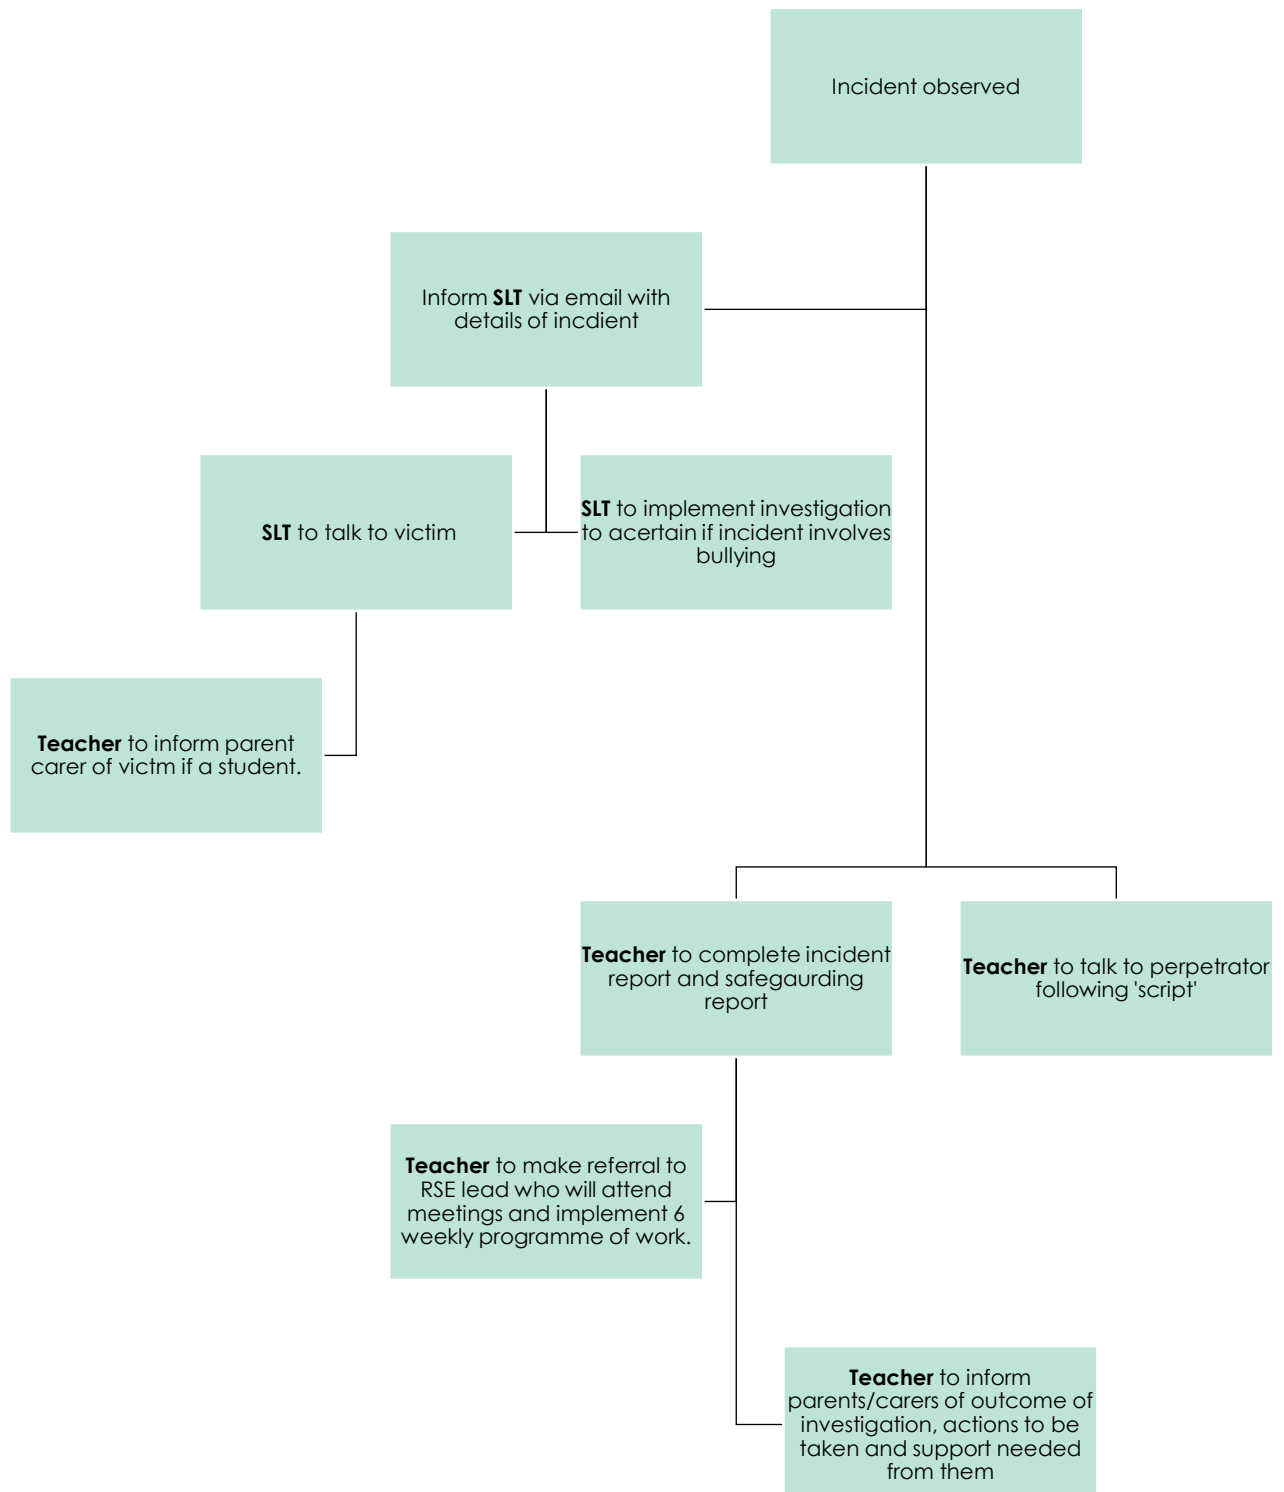 Incident observed
Inform SLT via email with
details of incdient
SLT to talk to victim
SLT to implement investigation
to acertain if incident involves
bullying
Teacher to inform parent
carer of victm if a student.
Teacher to complete incident
report and safegaurding
report
Teacher to talk to perpetrator
following 'script'
Teacher to make referral to
RSE lead who will attend
meetings and implement 6
weekly programme of work.
Teacher to inform
parents/carers of outcome of
investigation, actions to be
taken and support needed
from them